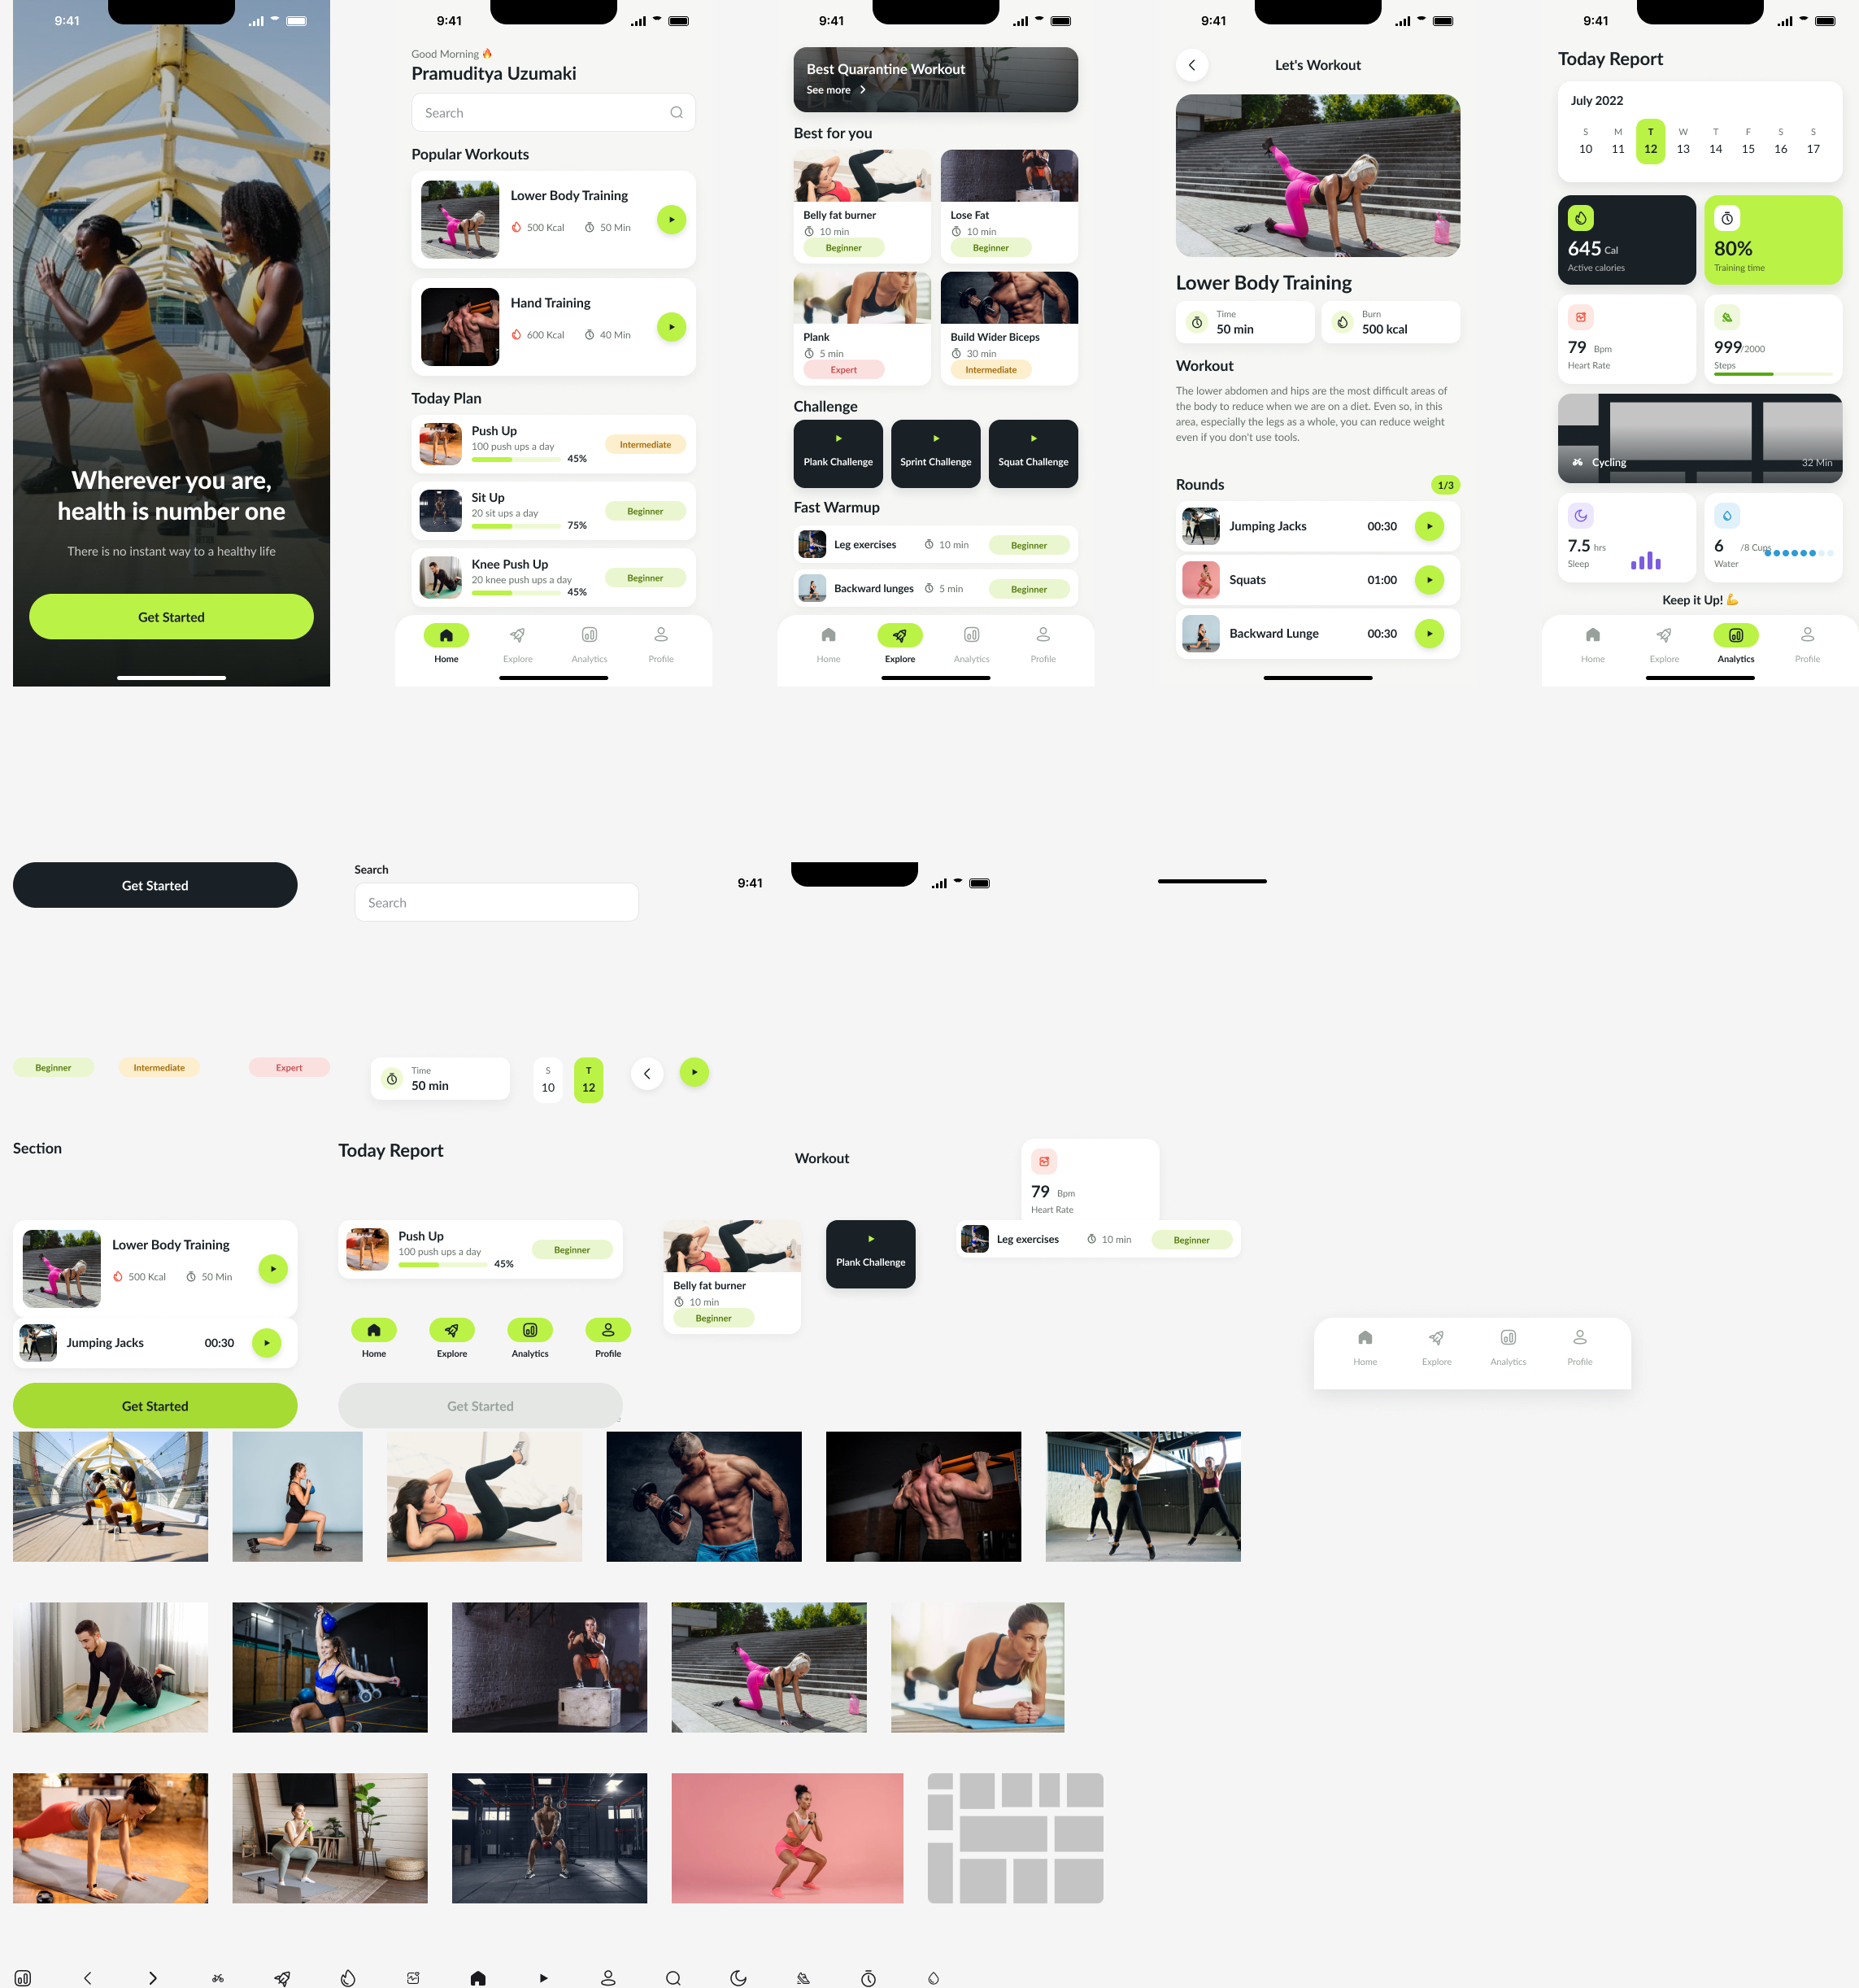 9:41
Wherever you are,
health is number one
There is no instant way to a healthy life
Get Started
9:41
Good Morning 🔥
Pramuditya Uzumaki
Search
Popular Workouts
Lower Body Training
500 Kcal 50 Min
Hand Training
600 Kcal 40 Min
Today Plan
Push Up
100 push ups a day
45%
Intermediate
Sit Up
20 sit ups a day
75%
Beginner
Knee Push Up
20 knee push ups a day
45%
Beginner
Home Explore Analytics Profile
9:41
Best Quarantine Workout
See more
Best for you
Belly fat burner
10 min
Beginner
Lose Fat
10 min
Beginner
Plank
5 min
Expert
Build Wider Biceps
30 min
Intermediate
Challenge
Plank Challenge
Sprint Challenge
Squat Challenge
Fast Warmup
Leg exercises 10 min Beginner
Backward lunges 5 min Beginner
Home Explore Analytics Profile
9:41
Let's Workout
Lower Body Training
Time
50 min
Burn
500 kcal
Workout
The lower abdomen and hips are the most difficult areas of
the body to reduce when we are on a diet. Even so, in this
area, especially the legs as a whole, you can reduce weight
even if you don't use tools.
Rounds 1/3
Jumping Jacks 00:30
Squats 01:00
Backward Lunge 00:30
9:41
Today Report
July 2022
S M T W T F S S
10 11 12 13 14 15 16 17
645 Cal
Active calories
80%
Training time
79 Bpm
Heart Rate
999/2000
Steps
Cycling 32 Min
7.5 hrs
Sleep
6 /8 Cups
Water
Keep it Up! 💪
Home Explore Analytics Profile
Get Started
Search
Search
9:41
Beginner
Intermediate
Expert
Time
50 min
S
10
T
12
Section
Today Report
Workout
79 Bpm
Heart Rate
Lower Body Training
500 Kcal 50 Min
Push Up
100 push ups a day
45%
Beginner
Belly fat burner
10 min
Beginner
Plank Challenge
Leg exercises 10 min Beginner
Jumping Jacks 00:30
Home Explore Analytics Profile
Home Explore Analytics Profile
Get Started
Get Started